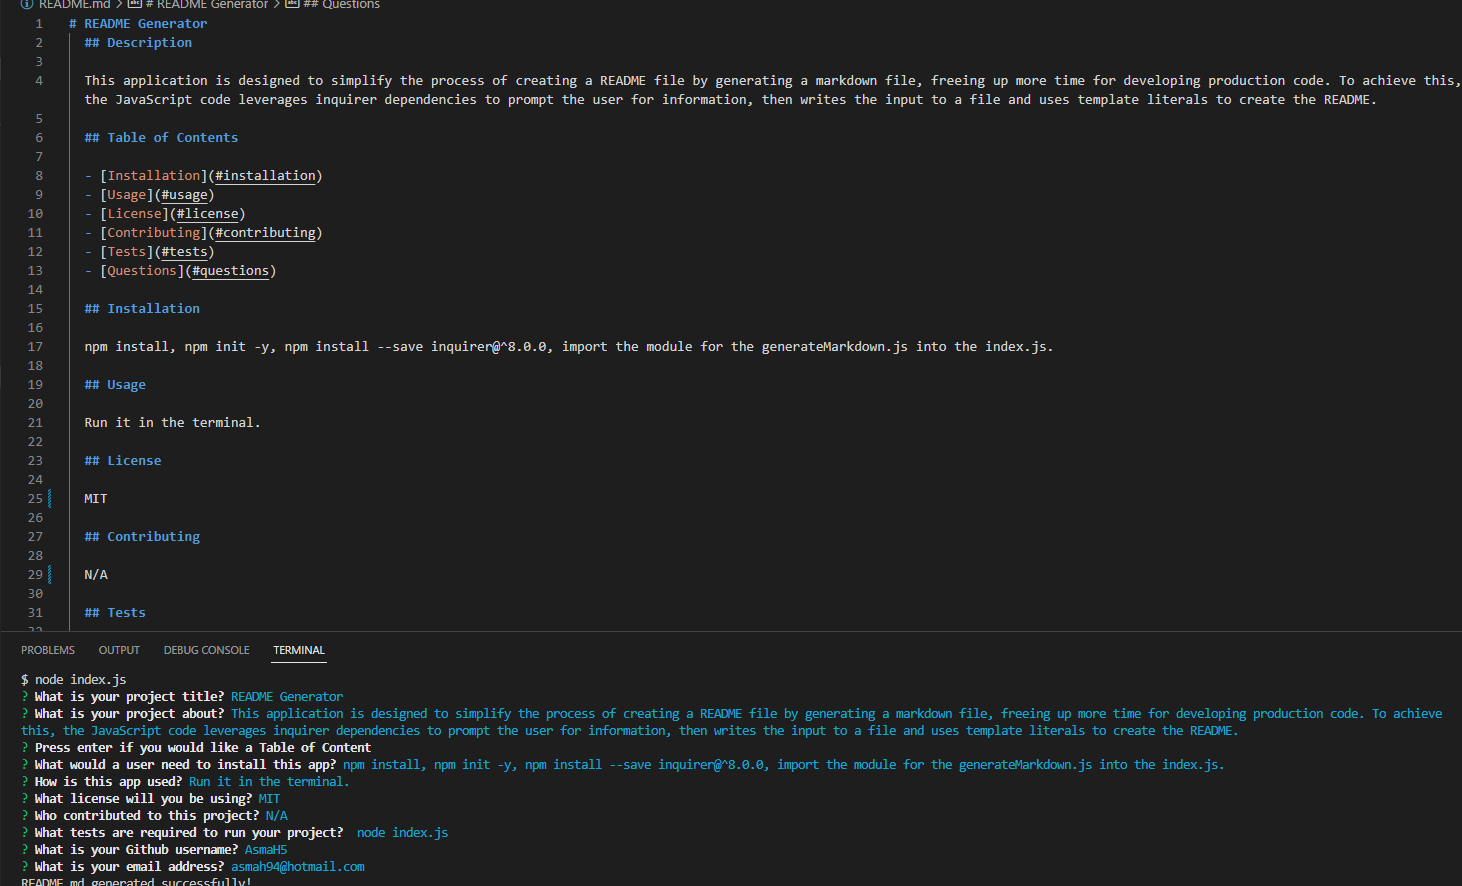 README.md > # README Generator > ## Questions
1 # README Generator
2 ## Description
3
4 This application is designed to simplify the process of creating a README file by generating a markdown file, freeing up more time for developing production code. To achieve this,
the JavaScript code leverages inquirer dependencies to prompt the user for information, then writes the input to a file and uses template literals to create the README.
5
6 ## Table of Contents
7
8 - [Installation](#installation)
9 - [Usage](#usage)
10 - [License](#license)
11 - [Contributing](#contributing)
12 - [Tests](#tests)
13 - [Questions](#questions)
14
15 ## Installation
16
17 npm install, npm init -y, npm install --save inquirer@^8.0.0, import the module for the generateMarkdown.js into the index.js.
18
19 ## Usage
20
21 Run it in the terminal.
22
23 ## License
24
25 MIT
26
27 ## Contributing
28
29 N/A
30
31 ## Tests
32
PROBLEMS OUTPUT DEBUG CONSOLE TERMINAL
$ node index.js
? What is your project title? README Generator
? What is your project about? This application is designed to simplify the process of creating a README file by generating a markdown file, freeing up more time for developing production code. To achieve
this, the JavaScript code leverages inquirer dependencies to prompt the user for information, then writes the input to a file and uses template literals to create the README.
? Press enter if you would like a Table of Content
? What would a user need to install this app? npm install, npm init -y, npm install --save inquirer@^8.0.0, import the module for the generateMarkdown.js into the index.js.
? How is this app used? Run it in the terminal.
? What license will you be using? MIT
? Who contributed to this project? N/A
? What tests are required to run your project?  node index.js
? What is your Github username? AsmaH5
? What is your email address? asmah94@hotmail.com
README.md generated successfully!